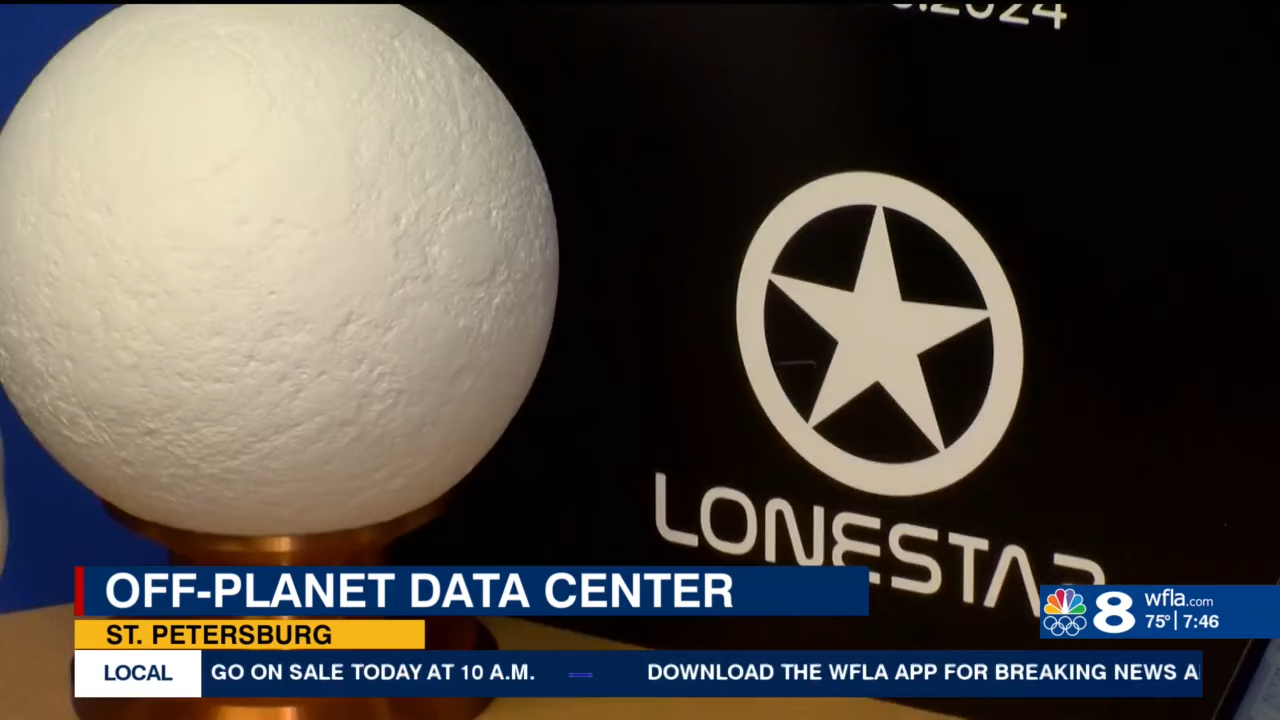 2024
LONESTAR
OFF-PLANET DATA CENTER
ST. PETERSBURG
8
wfla.com
75° | 7:46
LOCAL
GO ON SALE TODAY AT 10 A.M. — DOWNLOAD THE WFLA APP FOR BREAKING NEWS A